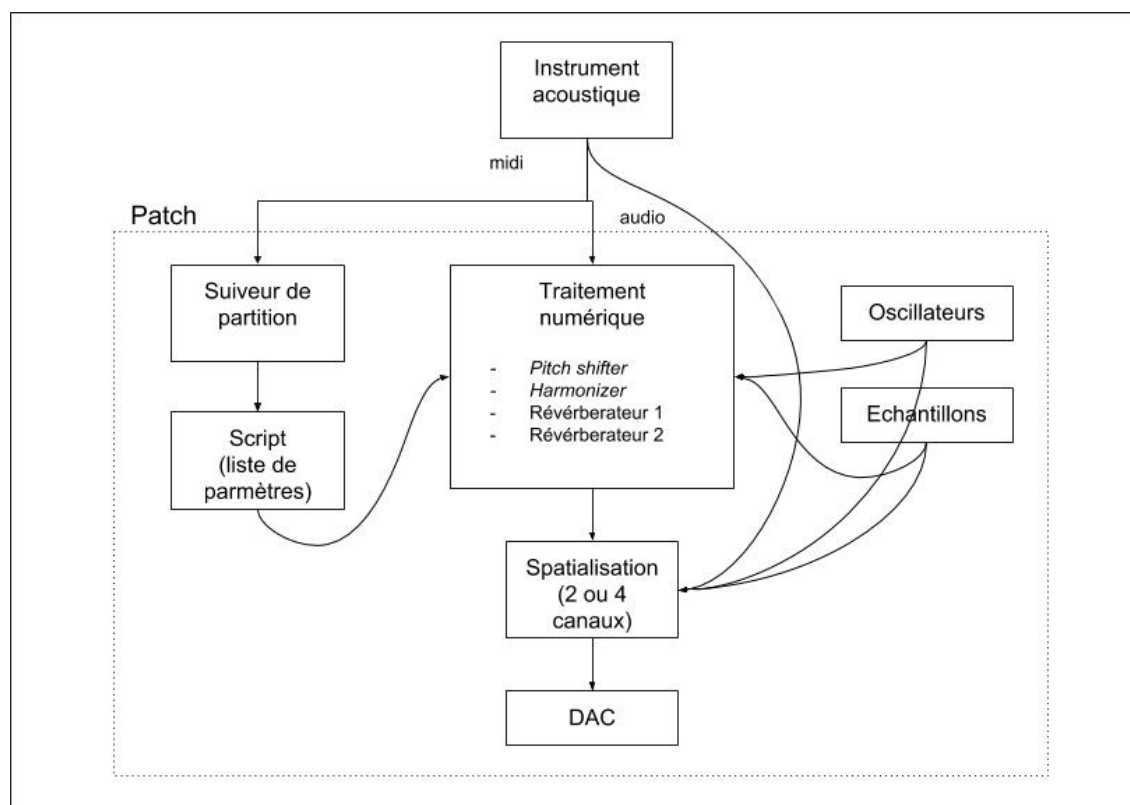 Instrument
acoustique
midi
audio
Patch
Suiveur de
partition
Traitement
numérique
- Pitch shifter
- Harmonizer
- Révérberateur 1
- Révérberateur 2
Oscillateurs
Echantillons
Script
(liste de
parmètres)
Spatialisation
(2 ou 4
canaux)
DAC